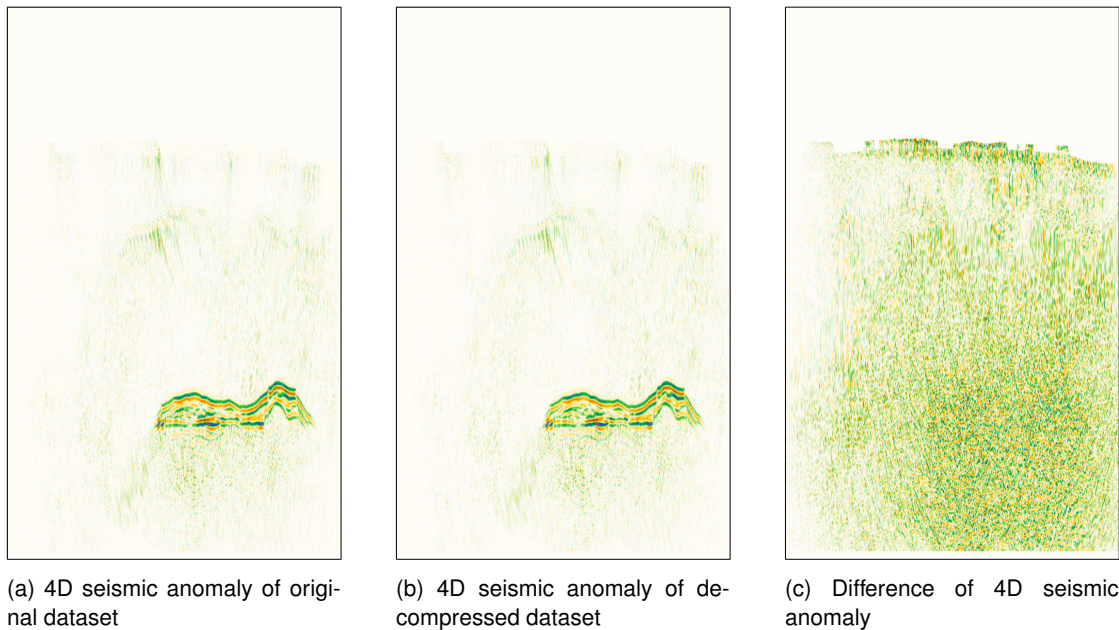 (a) 4D seismic anomaly of origi-
nal dataset
(b) 4D seismic anomaly of de-
compressed dataset
(c) Difference of 4D seismic
anomaly